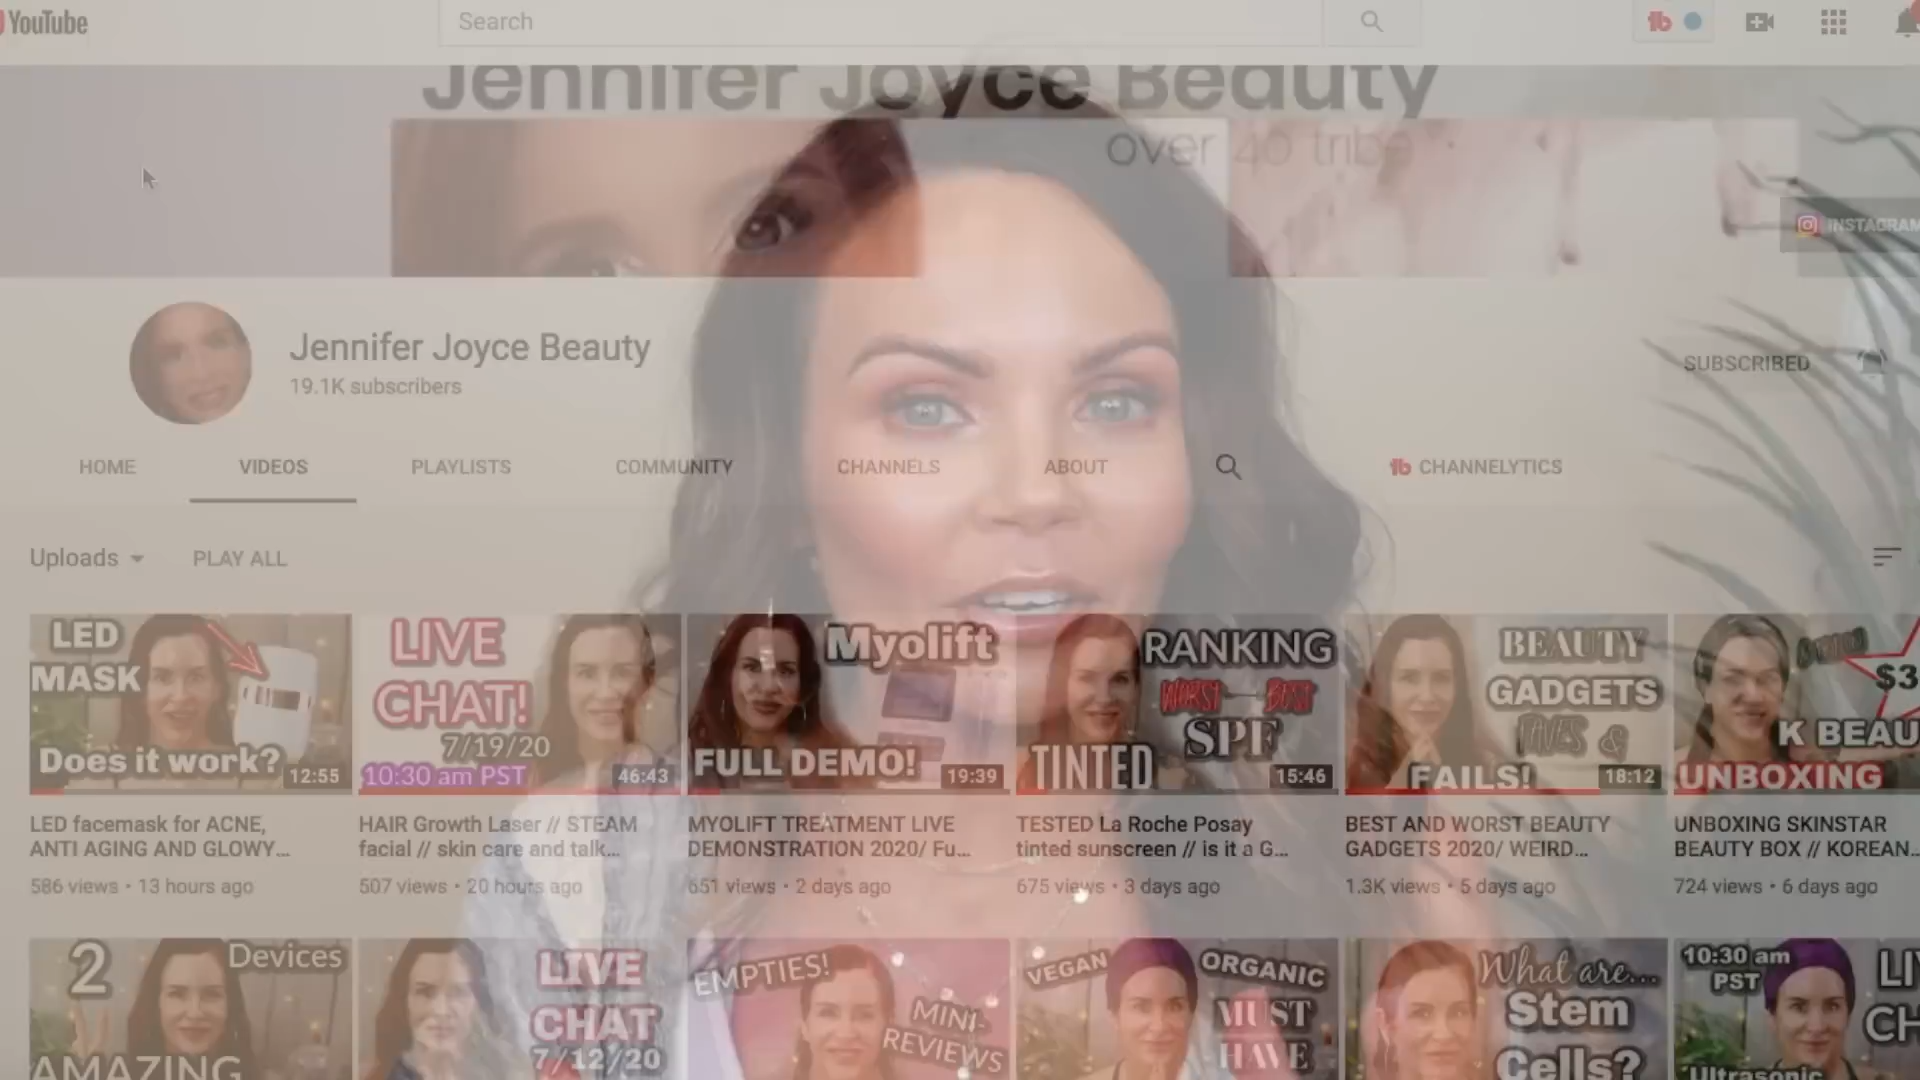 YouTube
Search
Jennifer Joyce Beauty
over 40 tribe
INSTAGRAM
Jennifer Joyce Beauty
19.1K subscribers
SUBSCRIBED
HOME
VIDEOS
PLAYLISTS
COMMUNITY
CHANNELS
ABOUT
CHANNELYTICS
Uploads
PLAY ALL
LED
MASK
Does it work?
12:55
LIVE
CHAT!
7/19/20
10:30 am PST
46:43
Myolift
FULL DEMO!
19:39
RANKING
WORST BEST
SPF
TINTED
15:46
BEAUTY
GADGETS
FAVES &
FAILS!
18:12
$3
K BEAU
UNBOXING
LED facemask for ACNE,
ANTI AGING AND GLOWY...
586 views • 13 hours ago
HAIR Growth Laser // STEAM
facial // skin care and talk...
507 views • 20 hours ago
MYOLIFT TREATMENT LIVE
DEMONSTRATION 2020/ Fu...
651 views • 2 days ago
TESTED La Roche Posay
tinted sunscreen // is it a G...
675 views • 3 days ago
BEST AND WORST BEAUTY
GADGETS 2020/ WEIRD...
1.3K views • 5 days ago
UNBOXING SKINSTAR
BEAUTY BOX // KOREAN...
724 views • 6 days ago
2
Devices
AMAZING
LIVE
CHAT
7/12/20
EMPTIES!
MINI-
REVIEWS
VEGAN
ORGANIC
MUST
HAVE
What are...
Stem
Cells?
10:30 am
PST
LI
CH
Ultrasonic